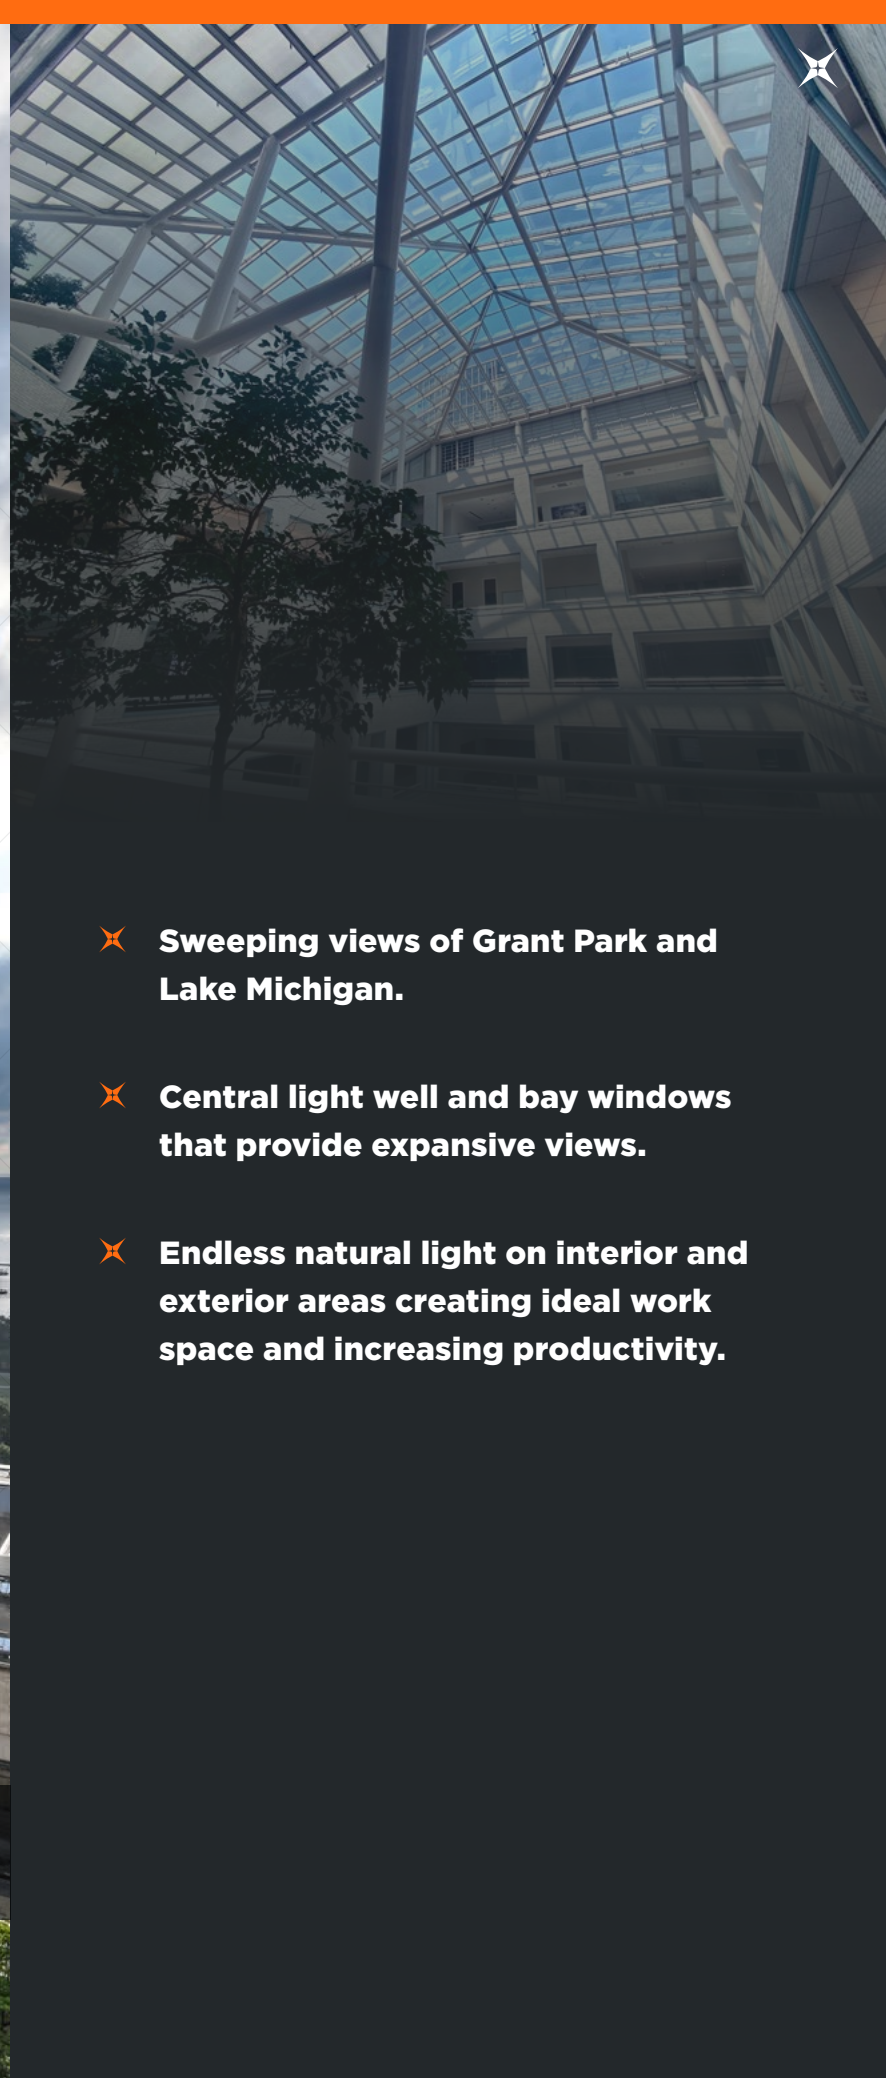 Sweeping views of Grant Park and
Lake Michigan.
Central light well and bay windows
that provide expansive views.
Endless natural light on interior and
exterior areas creating ideal work
space and increasing productivity.